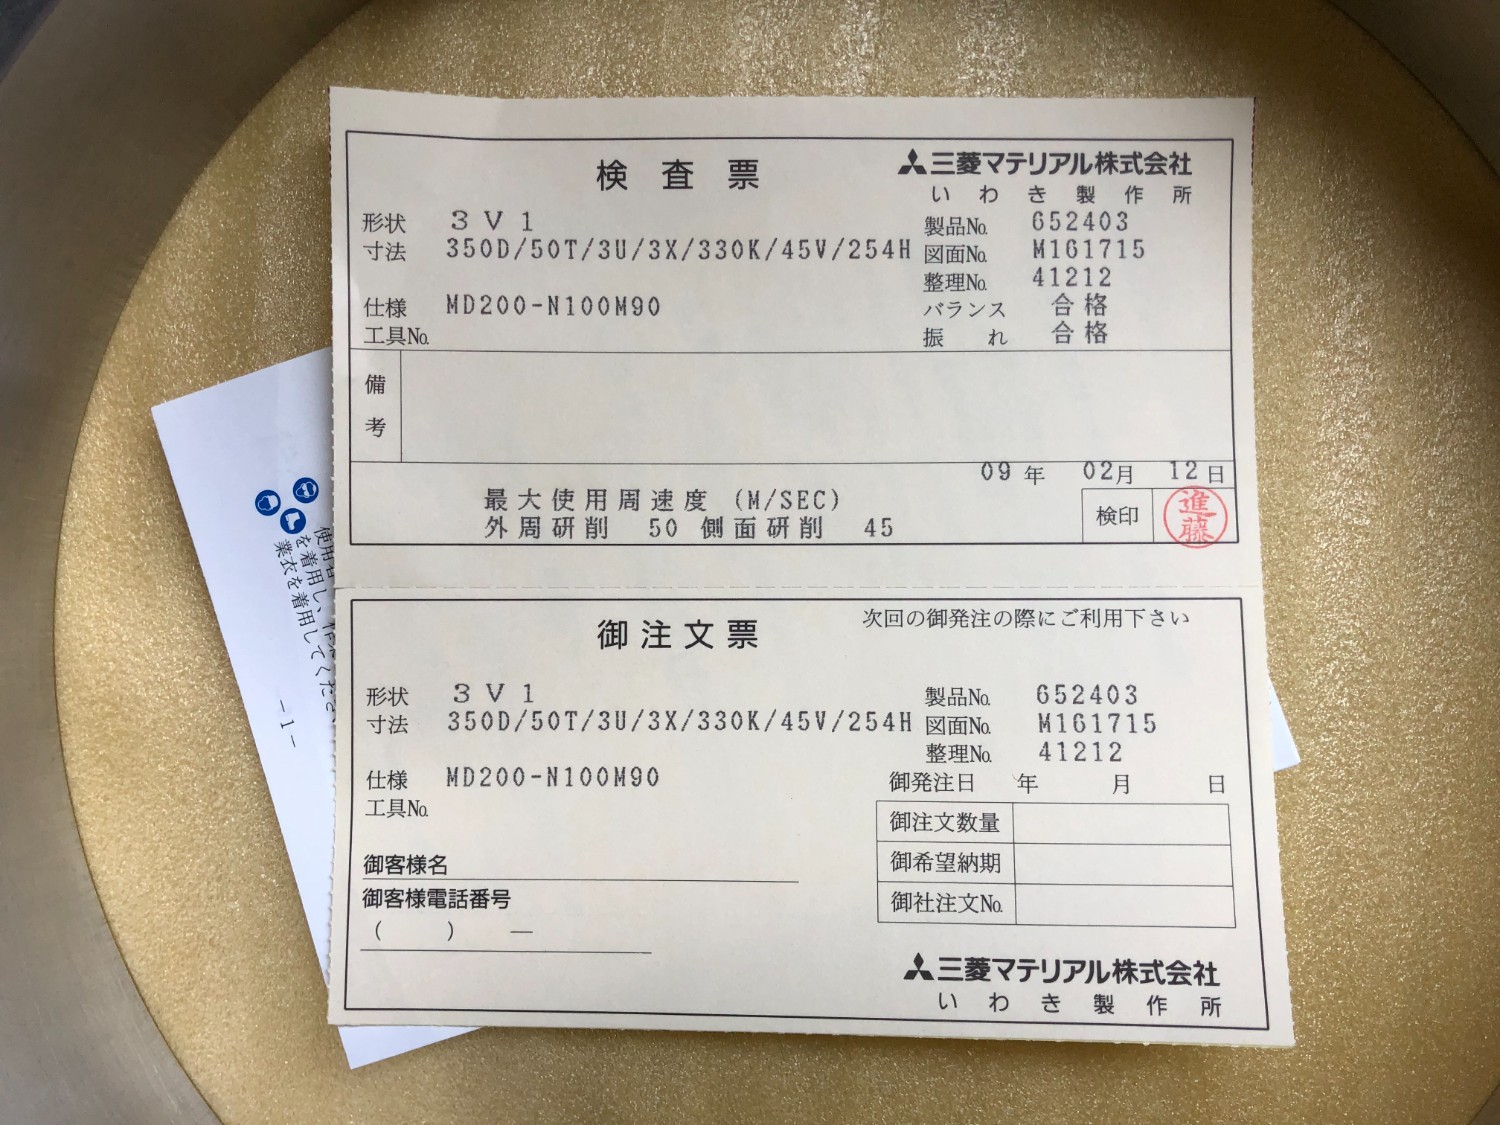 検査票
三菱マテリアル株式会社
いわき製作所
形状 3V1
寸法 350D/50T/3U/3X/330K/45V/254H
仕様 MD200-N100M90
工具No.
製品No. 652403
図面No. M161715
整理No. 41212
バランス 合格
振れ 合格
備考
09年 02月 12日
最大使用周速度 (M/SEC)
外周研削 50 側面研削 45
検印 進藤
御注文票
次回の御発注の際にご利用下さい
形状 3V1
寸法 350D/50T/3U/3X/330K/45V/254H
仕様 MD200-N100M90
工具No.
製品No. 652403
図面No. M161715
整理No. 41212
御発注日 年 月 日
御注文数量
御希望納期
御社注文No.
御客様名
御客様電話番号
( ) ―
三菱マテリアル株式会社
いわき製作所
使用者
を着用し、作業
業衣を着用してくださ
-1-